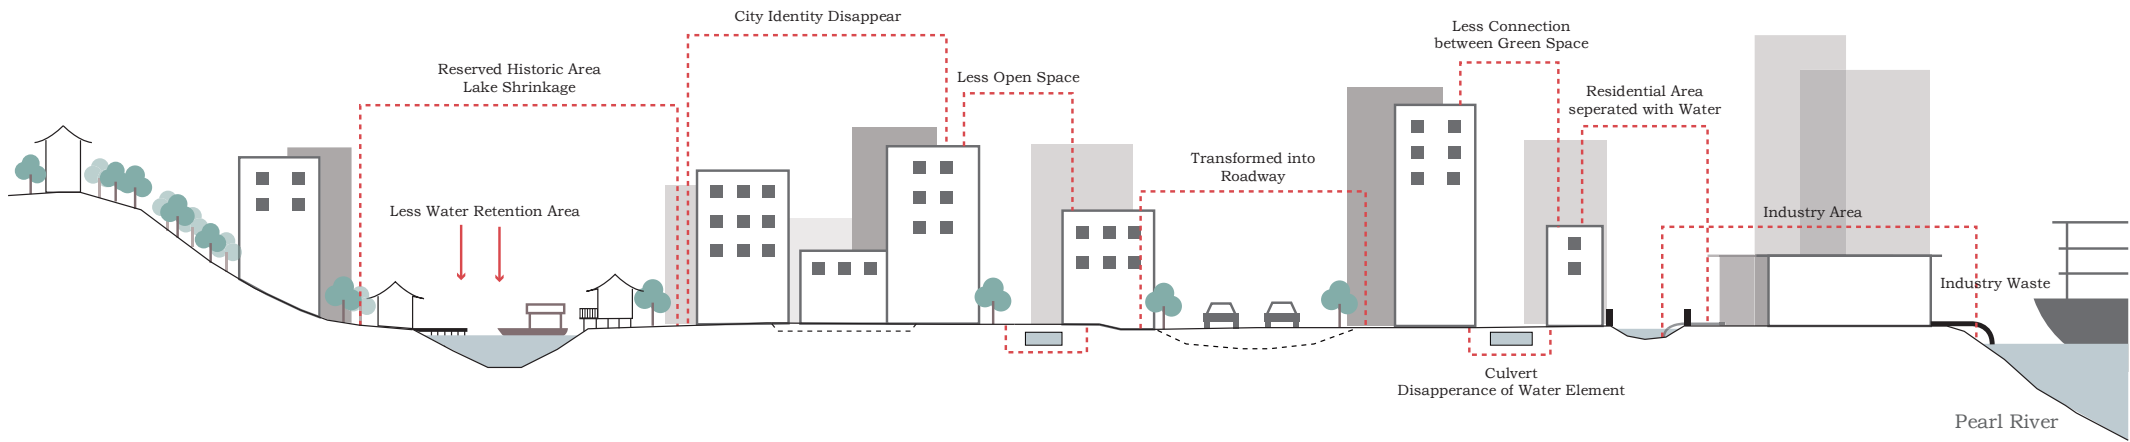 City Identity Disappear
Less Connection
between Green Space
Reserved Historic Area
Lake Shrinkage
Less Open Space
Residential Area
seperated with Water
Transformed into
Roadway
Less Water Retention Area
Industry Area
Industry Waste
Culvert
Disapperance of Water Element
Pearl River